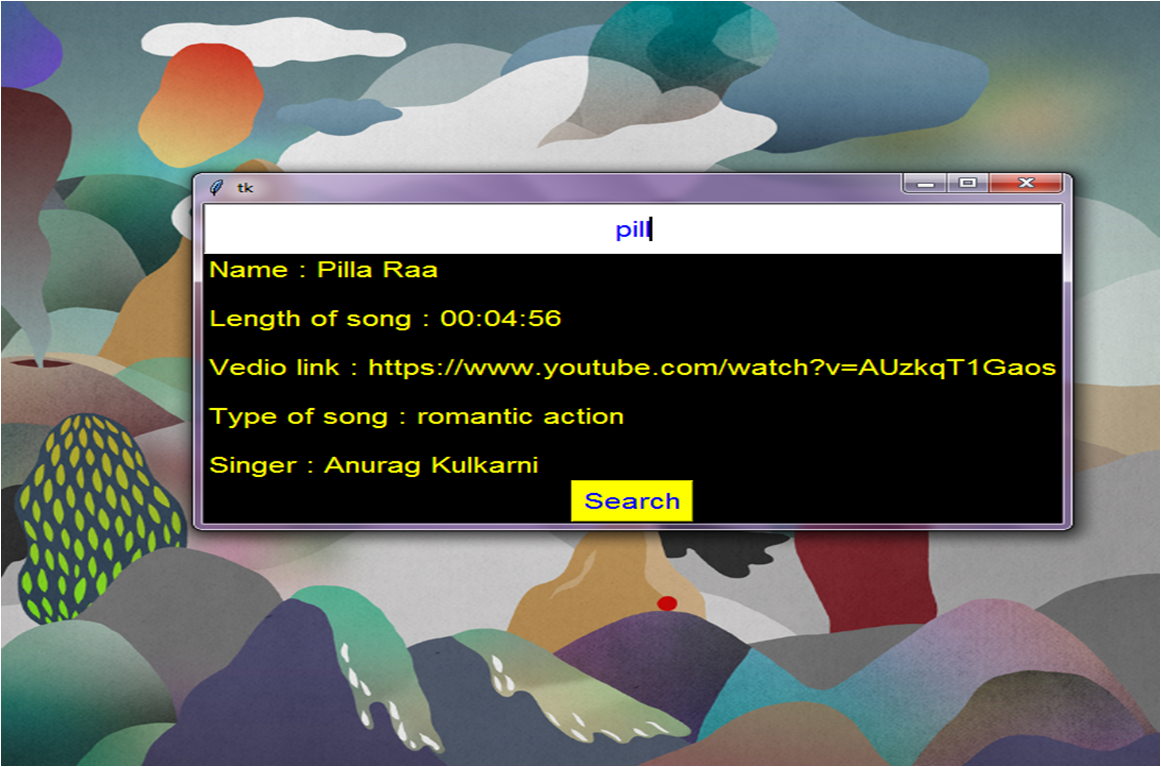 tk
pill
Name : Pilla Raa
Length of song : 00:04:56
Vedio link : https://www.youtube.com/watch?v=AUzkqT1Gaos
Type of song : romantic action
Singer : Anurag Kulkarni
Search